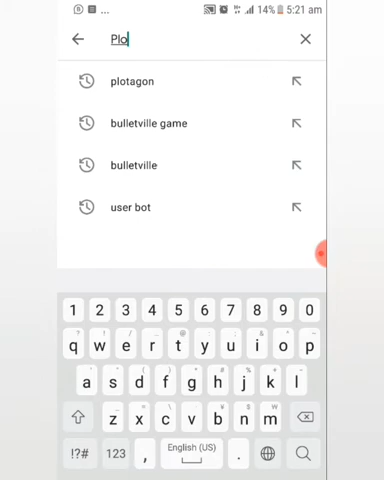 14% 5:21 am
Plo
plotagon
bulletville game
bulletville
user bot
1 2 3 4 5 6 7 8 9 0
q w e r t y u i o p
a s d f g h j k l
z x c v b n m
!?# 123 , English (US) .